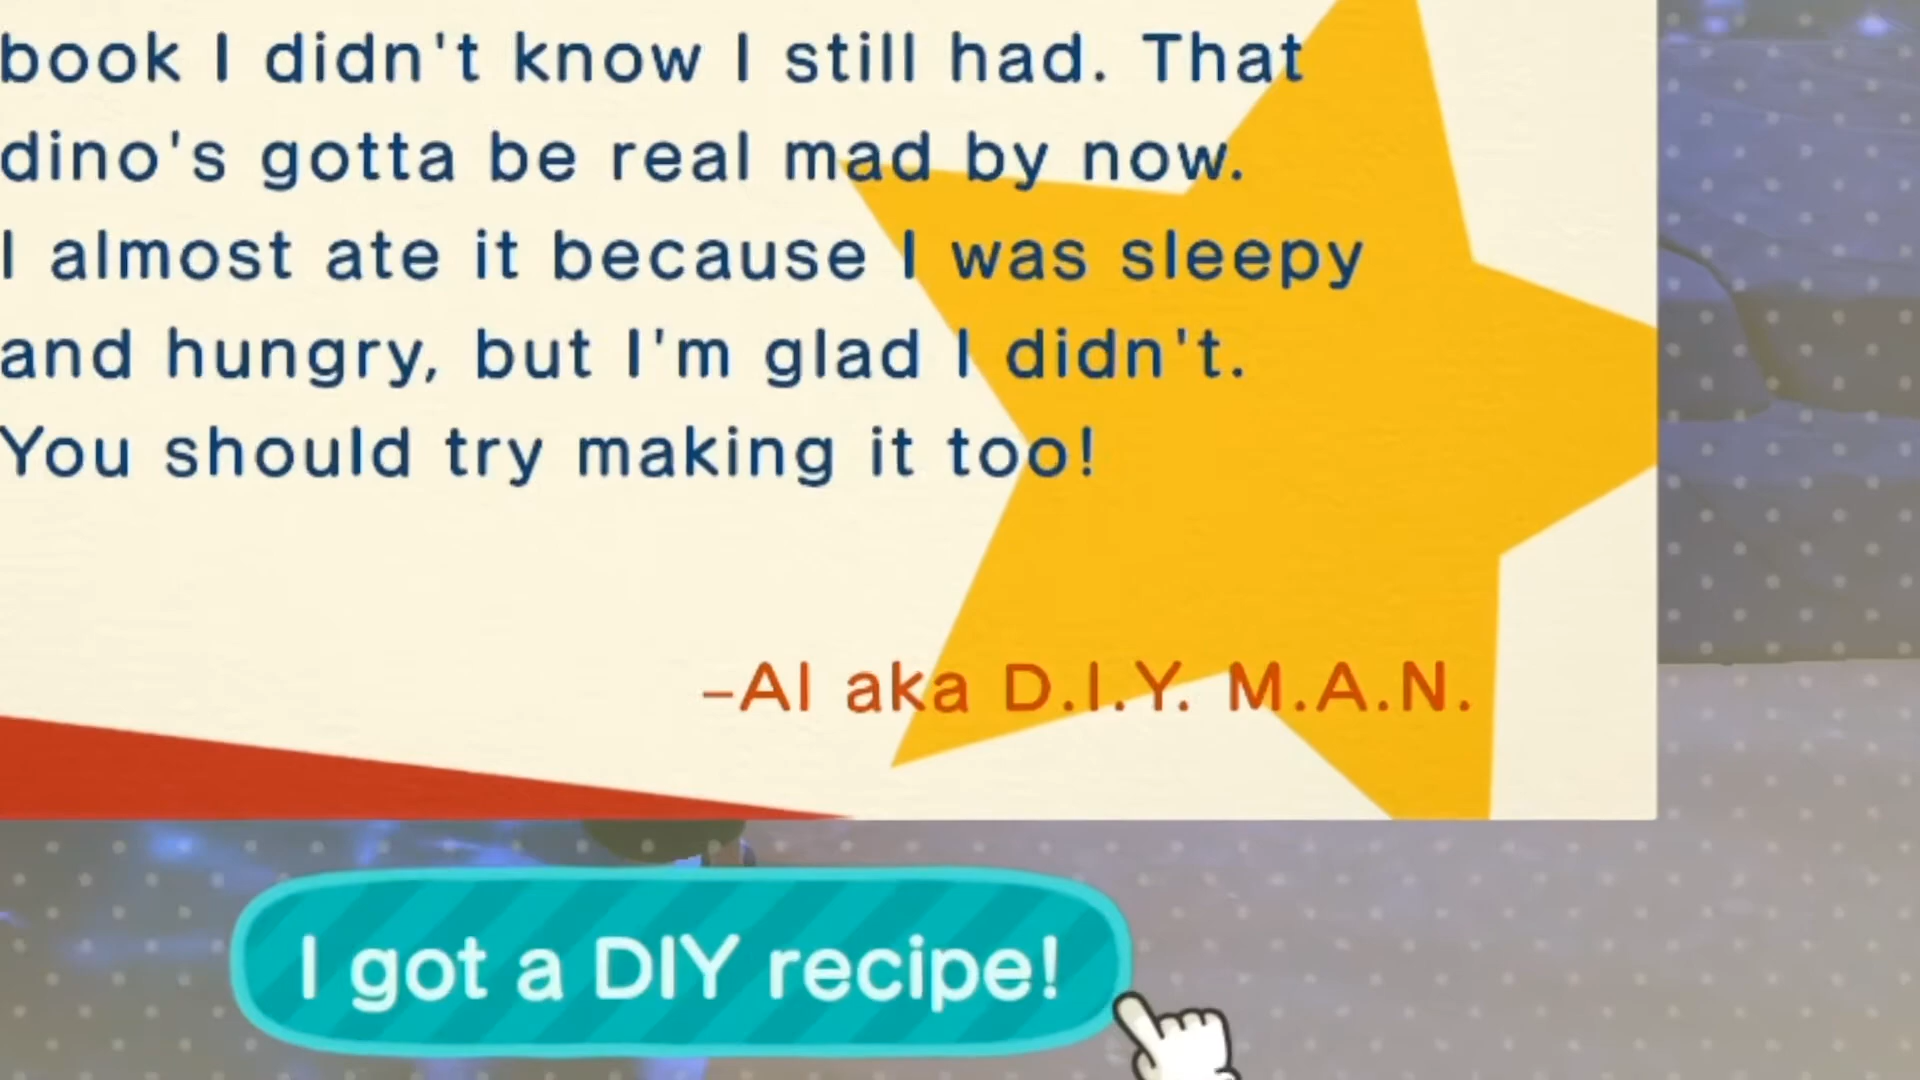 book I didn't know I still had. That
dino's gotta be real mad by now.
I almost ate it because I was sleepy
and hungry, but I'm glad I didn't.
You should try making it too!
–Al aka D.I.Y. M.A.N.
I got a DIY recipe!